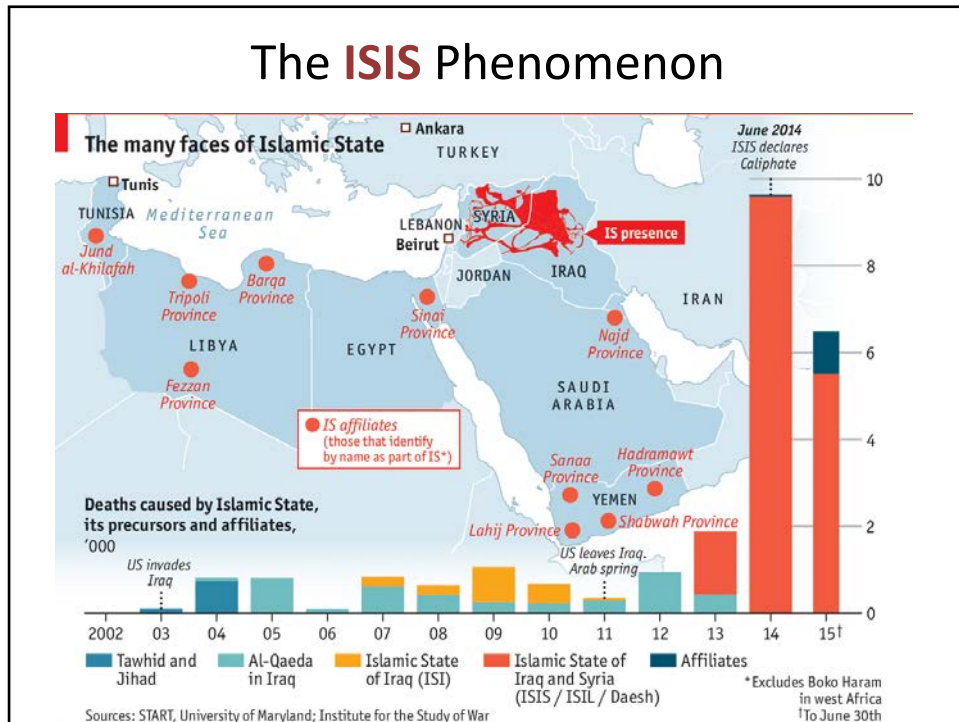 The ISIS Phenomenon
The many faces of Islamic State
Ankara
TURKEY
June 2014
ISIS declares
Caliphate
Tunis
TUNISIA
Mediterranean
Sea
LEBANON
SYRIA
Beirut
IS presence
JORDAN
IRAQ
IRAN
Jund
al-Khilafah
Tripoli
Province
Barqa
Province
Sinai
Province
Najd
Province
LIBYA
EGYPT
Fezzan
Province
SAUDI
ARABIA
IS affiliates
(those that identify
by name as part of IS*)
Sanaa
Province
Hadramawt
Province
YEMEN
Lahij Province
Shabwah Province
Deaths caused by Islamic State,
its precursors and affiliates,
'000
US invades
Iraq
US leaves Iraq.
Arab spring
10
8
6
4
2
0
2002 03 04 05 06 07 08 09 10 11 12 13 14 15†
Tawhid and
Jihad
Al-Qaeda
in Iraq
Islamic State
of Iraq (ISI)
Islamic State of
Iraq and Syria
(ISIS / ISIL / Daesh)
Affiliates
*Excludes Boko Haram
in west Africa
†To June 30th
Sources: START, University of Maryland; Institute for the Study of War